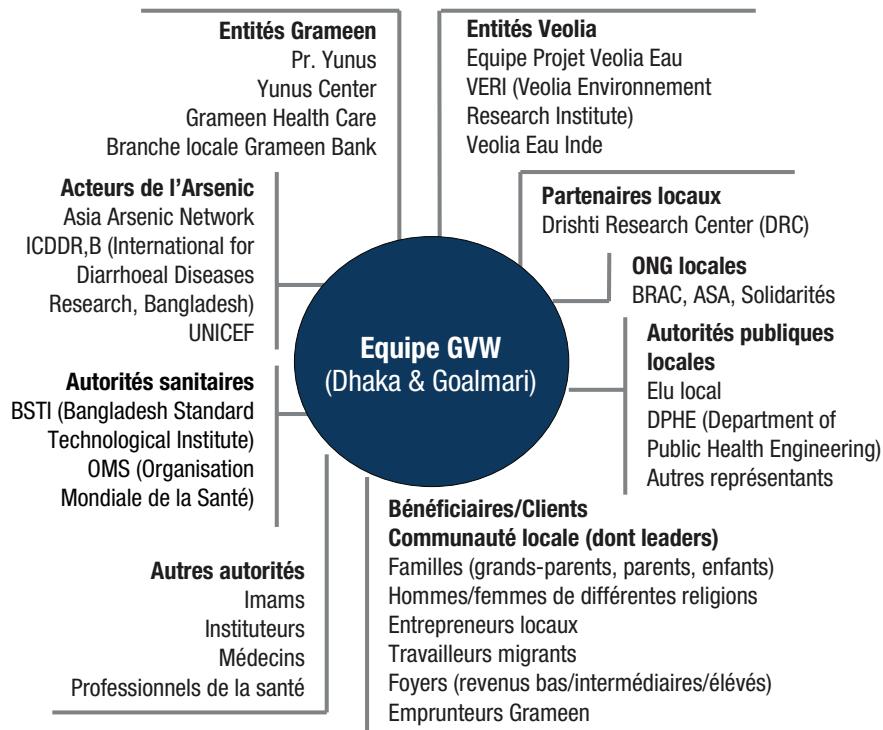 Entités Grameen
Pr. Yunus
Yunus Center
Grameen Health Care
Branche locale Grameen Bank
Entités Veolia
Equipe Projet Veolia Eau
VERI (Veolia Environnement
Research Institute)
Veolia Eau Inde
Acteurs de l’Arsenic
Asia Arsenic Network
ICDDR,B (International for
Diarrhoeal Diseases
Research, Bangladesh)
UNICEF
Partenaires locaux
Drishti Research Center (DRC)
ONG locales
BRAC, ASA, Solidarités
Equipe GVW
(Dhaka & Goalmari)
Autorités publiques
locales
Elu local
DPHE (Department of
Public Health Engineering)
Autres représentants
Autorités sanitaires
BSTI (Bangladesh Standard
Technological Institute)
OMS (Organisation
Mondiale de la Santé)
Autres autorités
Imams
Instituteurs
Médecins
Professionnels de la santé
Bénéficiaires/Clients
Communauté locale (dont leaders)
Familles (grands-parents, parents, enfants)
Hommes/femmes de différentes religions
Entrepreneurs locaux
Travailleurs migrants
Foyers (revenus bas/intermédiaires/élévés)
Emprunteurs Grameen